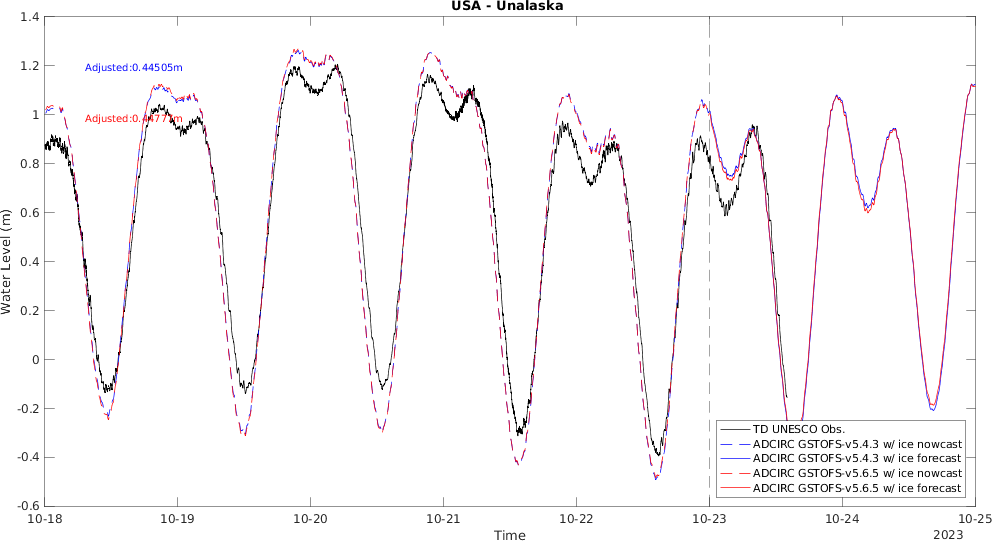 USA - Unalaska
1.4
1.2
1
0.8
0.6
0.4
0.2
0
-0.2
-0.4
-0.6
Water Level (m)
Adjusted:0.44505m
Adjusted:
TD UNESCO Obs.
ADCIRC GSTOFS-v5.4.3 w/ ice nowcast
ADCIRC GSTOFS-v5.4.3 w/ ice forecast
ADCIRC GSTOFS-v5.6.5 w/ ice nowcast
ADCIRC GSTOFS-v5.6.5 w/ ice forecast
10-18 10-19 10-20 10-21 10-22 10-23 10-24 10-25
Time
2023